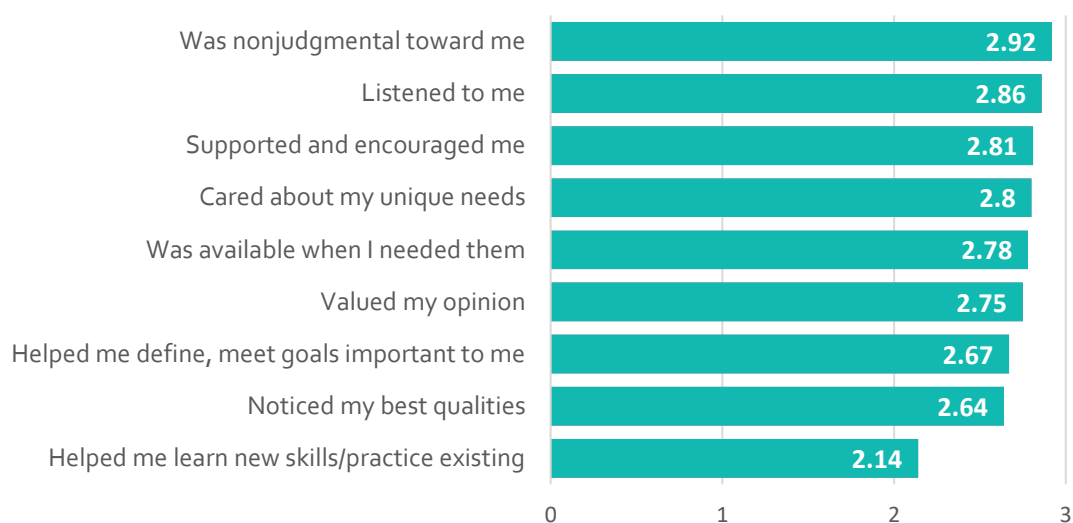 Was nonjudgmental toward me 2.92
Listened to me 2.86
Supported and encouraged me 2.81
Cared about my unique needs 2.8
Was available when I needed them 2.78
Valued my opinion 2.75
Helped me define, meet goals important to me 2.67
Noticed my best qualities 2.64
Helped me learn new skills/practice existing 2.14
0 1 2 3